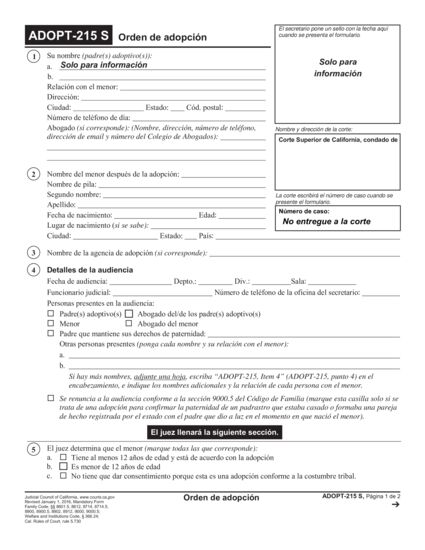 ADOPT-215 S Orden de adopción
El secretario pone un sello con la fecha aquí cuando se presenta el formulario.
Solo para información
1 Su nombre (padre(s) adoptivo(s)):
a. Solo para información
b.
Relación con el menor:
Dirección:
Ciudad: Estado: Cód. postal:
Número de teléfono de día:
Abogado (si corresponde): (Nombre, dirección, número de teléfono,
dirección de email y número del Colegio de Abogados):
Nombre y dirección de la corte:
Corte Superior de California, condado de
2 Nombre del menor después de la adopción:
Nombre de pila:
Segundo nombre:
Apellido:
Fecha de nacimiento: Edad:
Lugar de nacimiento (si se sabe):
Ciudad: Estado: País:
La corte escribirá el número de caso cuando se presente el formulario.
Número de caso:
No entregue a la corte
3 Nombre de la agencia de adopción (si corresponde):
4 Detalles de la audiencia
Fecha de audiencia: Depto.: Div.: Sala:
Funcionario judicial: Número de teléfono de la oficina del secretario:
Personas presentes en la audiencia:
Padre(s) adoptivo(s) Abogado del/de los padre(s) adoptivo(s)
Menor Abogado del menor
Padre que mantiene sus derechos de paternidad:
Otras personas presentes (ponga cada nombre y su relación con el menor):
a.
b.
Si hay más nombres, adjunte una hoja, escriba “ADOPT-215, Item 4” (ADOPT-215, punto 4) en el
encabezamiento, e indique los nombres adicionales y la relación de cada persona con el menor.
Se renuncia a la audiencia conforme a la sección 9000.5 del Código de Familia (marque esta casilla solo si se
trata de una adopción para confirmar la paternidad de un padrastro que estaba casado o formaba una pareja
de hecho registrada por el estado con el padre que dio a luz en el momento en que nació el menor).
El juez llenará la siguiente sección.
5 El juez determina que el menor (marque todas las que corresponde):
a. Tiene al menos 12 años de edad y está de acuerdo con la adopción
b. Es menor de 12 años de edad
c. No tiene que dar consentimiento porque esta es una adopción conforme a la costumbre tribal.
Judicial Council of California, www.courts.ca.gov
Revised January 1, 2016, Mandatory Form
Family Code, §§ 8601.5, 8612, 8714, 8714.5,
8900, 8900.5, 8902, 8912, 9000, 9000.5;
Welfare and Institutions Code, § 366.24
Cal. Rules of Court, rule 5.730
Orden de adopción
ADOPT-215 S, Página 1 de 2